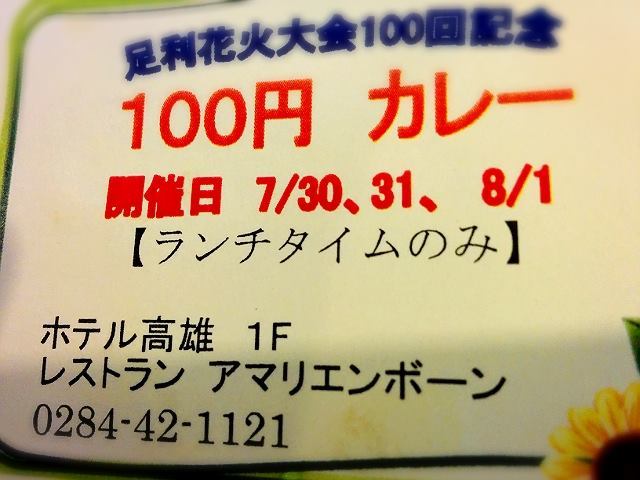 足利花火大会100回記念
100円 カレー
開催日 7/30、31、 8/1
【ランチタイムのみ】
ホテル高雄 1F
レストラン アマリエンボーン
0284-42-1121